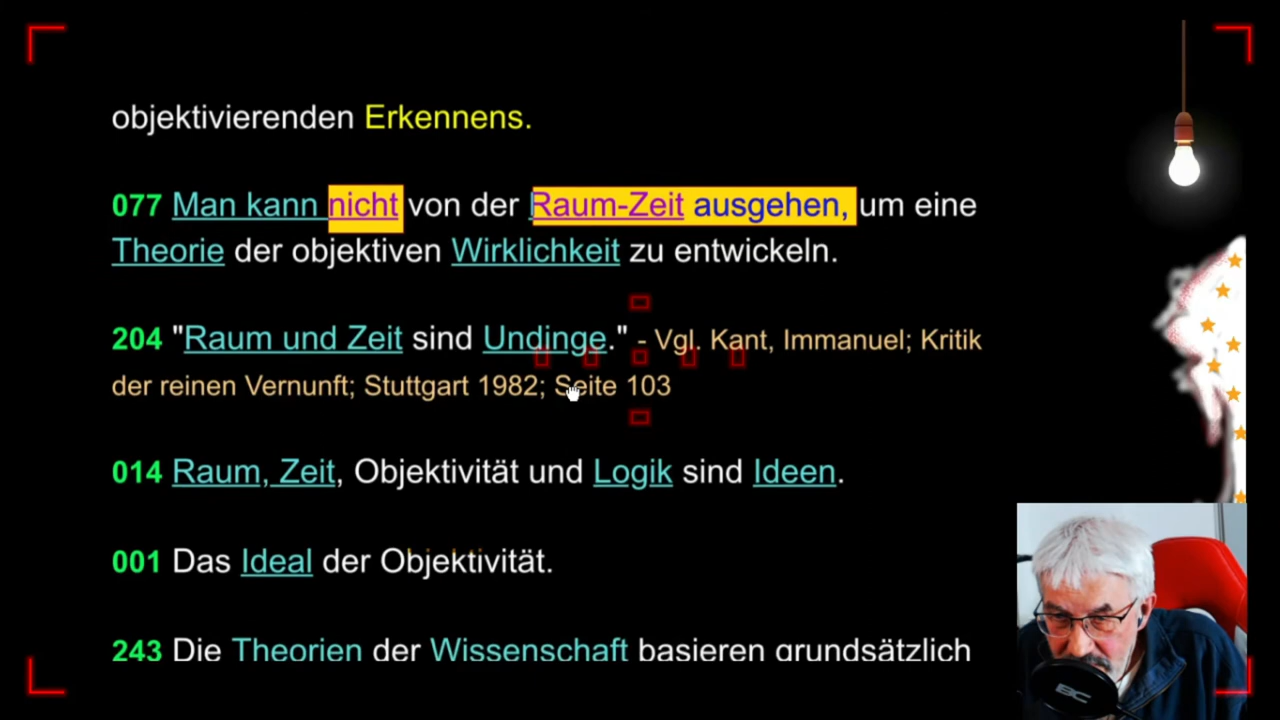 objektivierenden Erkennens.
077 Man kann nicht von der Raum-Zeit ausgehen, um eine
Theorie der objektiven Wirklichkeit zu entwickeln.
204 "Raum und Zeit sind Undinge." - Vgl. Kant, Immanuel; Kritik
der reinen Vernunft; Stuttgart 1982; Seite 103
014 Raum, Zeit, Objektivität und Logik sind Ideen.
001 Das Ideal der Objektivität.
243 Die Theorien der Wissenschaft basieren grundsätzlich
BC